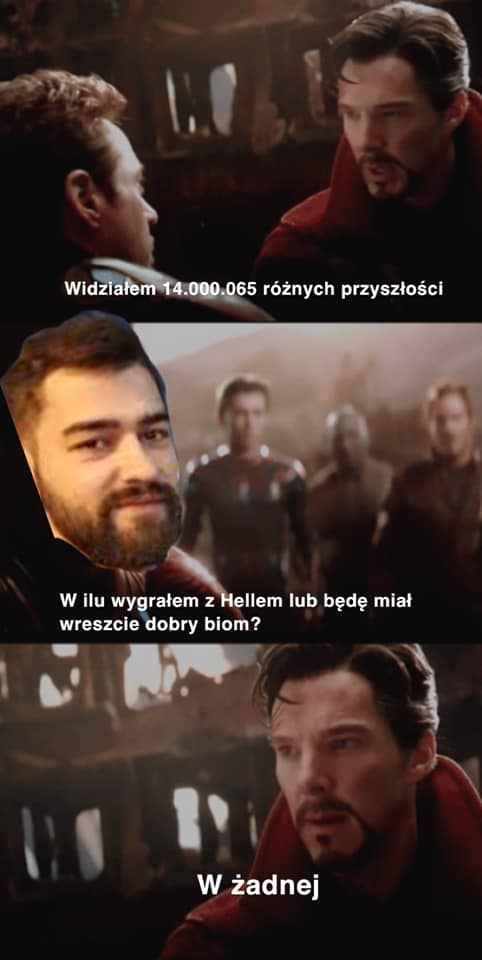 Widziałem 14.000.065 różnych przyszłości
W ilu wygrałem z Hellem lub będę miał
wreszcie dobry biom?
W żadnej